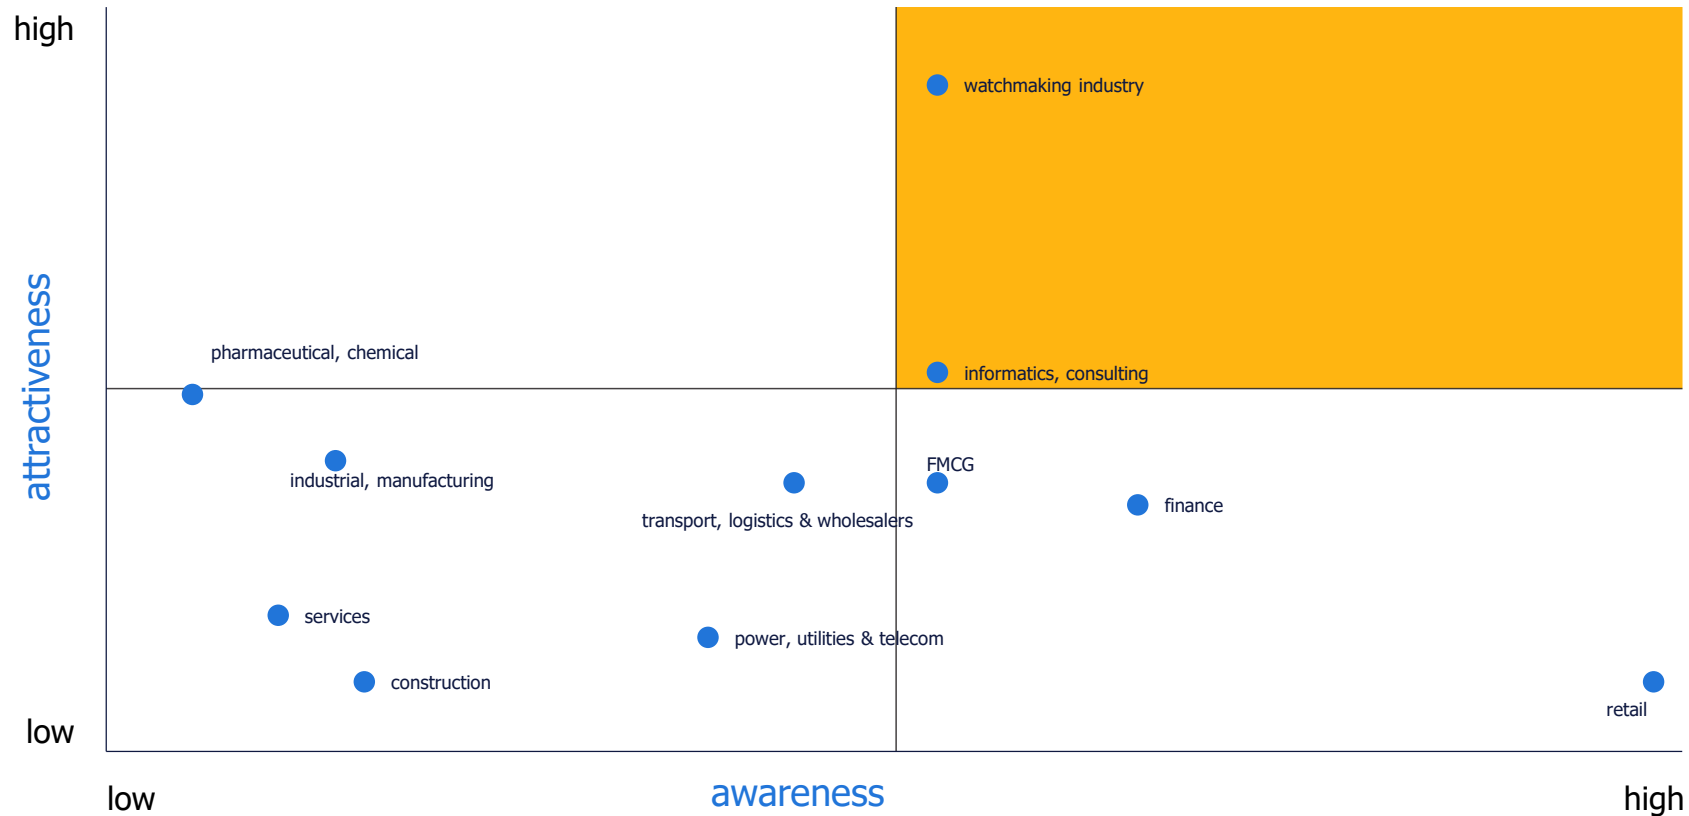 high
watchmaking industry
pharmaceutical, chemical
informatics, consulting
attractiveness
FMCG
industrial, manufacturing
finance
transport, logistics & wholesalers
services
power, utilities & telecom
construction
retail
low
low
awareness
high